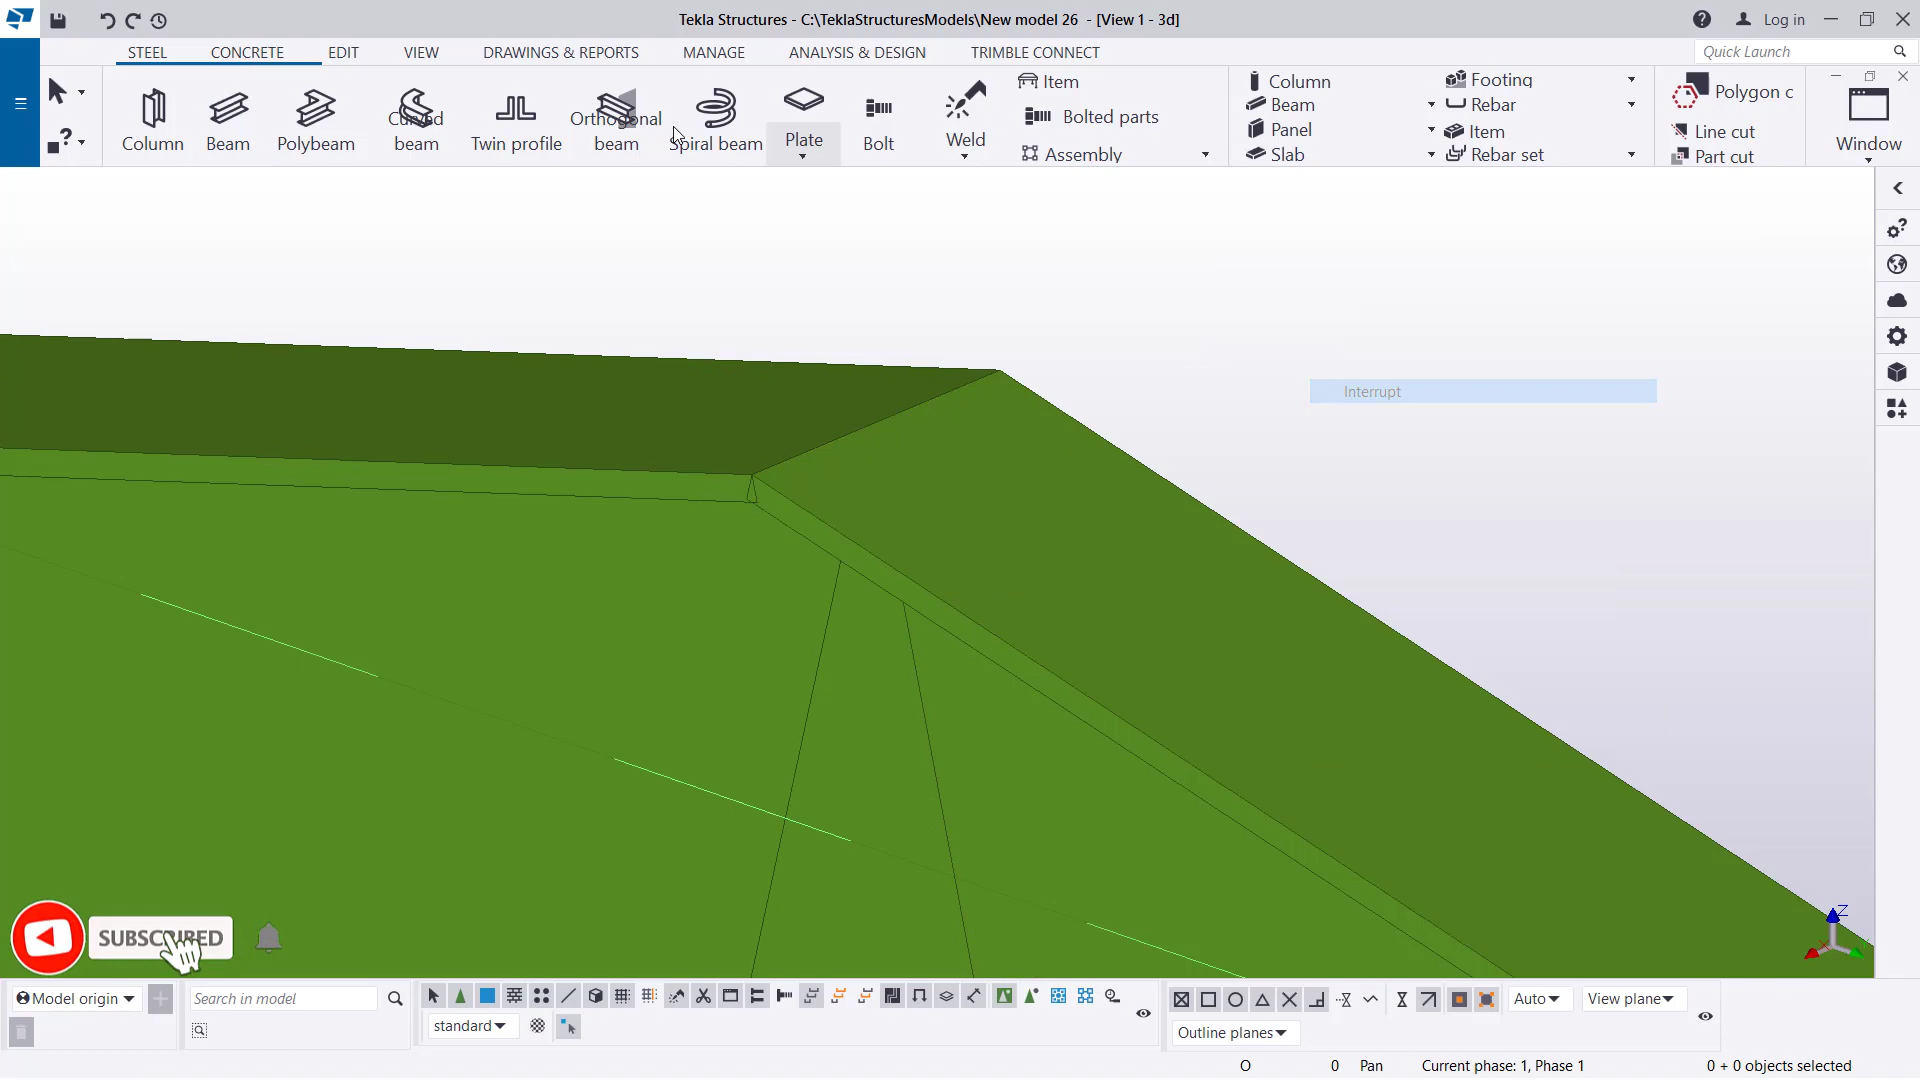 Tekla Structures - C:\TeklaStructuresModels\New model 26 - [View 1 - 3d]
Log in
STEEL CONCRETE EDIT VIEW DRAWINGS & REPORTS MANAGE ANALYSIS & DESIGN TRIMBLE CONNECT
Quick Launch
Column
Beam
Polybeam
Curved
beam
Twin profile
Orthogonal
beam
Spiral beam
Plate
Bolt
Weld
Item
Bolted parts
Assembly
Column
Beam
Panel
Slab
Footing
Rebar
Item
Rebar set
Polygon c
Line cut
Part cut
Window
Interrupt
Z
SUBSCRIBED
Model origin
Search in model
standard
Auto
View plane
Outline planes
O 0 Pan Current phase: 1, Phase 1 0 + 0 objects selected